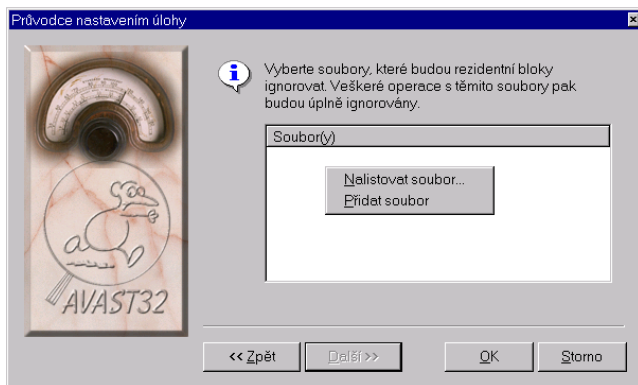 Průvodce nastavením úlohy
Vyberte soubory, které budou rezidentní bloky
ignorovat. Veškeré operace s těmito soubory pak
budou úplně ignorovány.
Soubor(y)
Nalistovat soubor...
Přidat soubor
AVAST32
<< Zpět
Další >>
OK
Storno